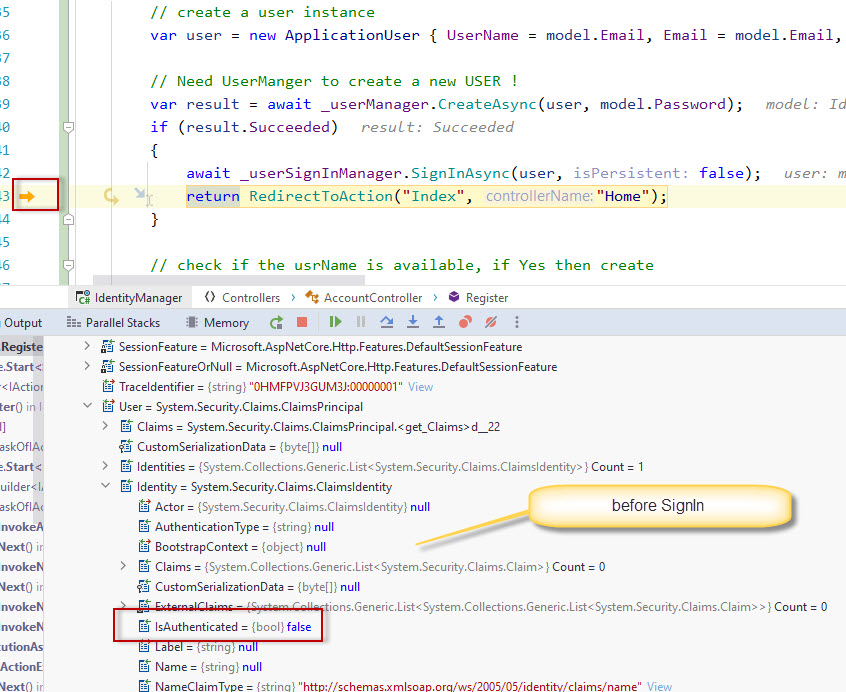 35 // create a user instance
36 var user = new ApplicationUser { UserName = model.Email, Email = model.Email,
37
38 // Need UserManger to create a new USER !
39 var result = await _userManager.CreateAsync(user, model.Password); model: Id
40 if (result.Succeeded) result: Succeeded
41 {
42 await _userSignInManager.SignInAsync(user, isPersistent: false); user: m
43 return RedirectToAction("Index", controllerName: "Home");
44 }
45
46 // check if the usrName is available, if Yes then create
IdentityManager Controllers AccountController Register
Output Parallel Stacks Memory
.Registe SessionFeature = Microsoft.AspNetCore.Http.Features.DefaultSessionFeature
e.Start< SessionFeatureOrNull = Microsoft.AspNetCore.Http.Features.DefaultSessionFeature
r<IAction TraceIdentifier = {string} "0HMFPVJ3GUM3J:00000001" View
ter() in I User = System.Security.Claims.ClaimsPrincipal
] Claims = System.Security.Claims.ClaimsPrincipal.<get_Claims>d__22
askOfIAc CustomSerializationData = {byte[]} null
e.Start< Identities = {System.Collections.Generic.List<System.Security.Claims.ClaimsIdentity>} Count = 1
uilder<IA Identity = System.Security.Claims.ClaimsIdentity
askOfIAc Actor = {System.Security.Claims.ClaimsIdentity} null
before SignIn
nvokeA AuthenticationType = {string} null
Next() in BootstrapContext = {object} null
nvokeN Claims = {System.Collections.Generic.List<System.Security.Claims.Claim>} Count = 0
Next() in CustomSerializationData = {byte[]} null
nvokeN ExternalClaims = {System.Collections.Generic.List<System.Collections.Generic.List<System.Security.Claims.Claim>>} Count = 0
nvokeN IsAuthenticated = {bool} false
cutionAs Label = {string} null
ActionE Name = {string} null
Next() in NameClaimType = {string} "http://schemas.xmlsoap.org/ws/2005/05/identity/claims/name" View